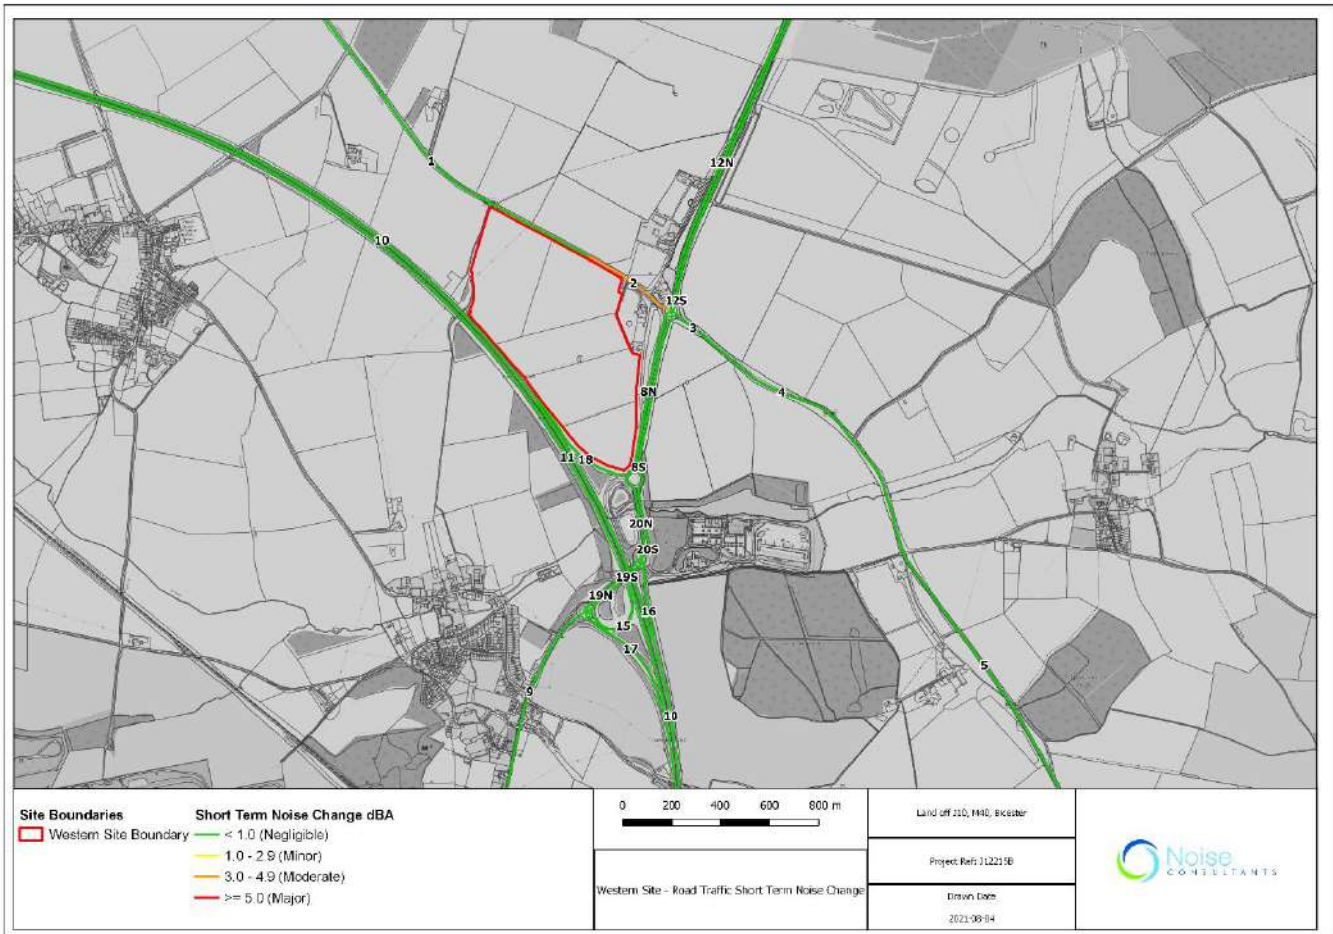 12N
1
10
2
12S
3
8N
4
11
18
8S
20N
20S
19S
19N
16
15
17
5
9
10
Site Boundaries
Western Site Boundary
Short Term Noise Change dBA
< 1.0 (Negligible)
1.0 - 2.9 (Minor)
3.0 - 4.9 (Moderate)
>= 5.0 (Major)
0 200 400 600 800 m
Western Site - Road Traffic Short Term Noise Change
Land off J10, M40, Bicester
Project Ref: J12215B
Drawn Date
2021-08-04
Noise
CONSULTANTS